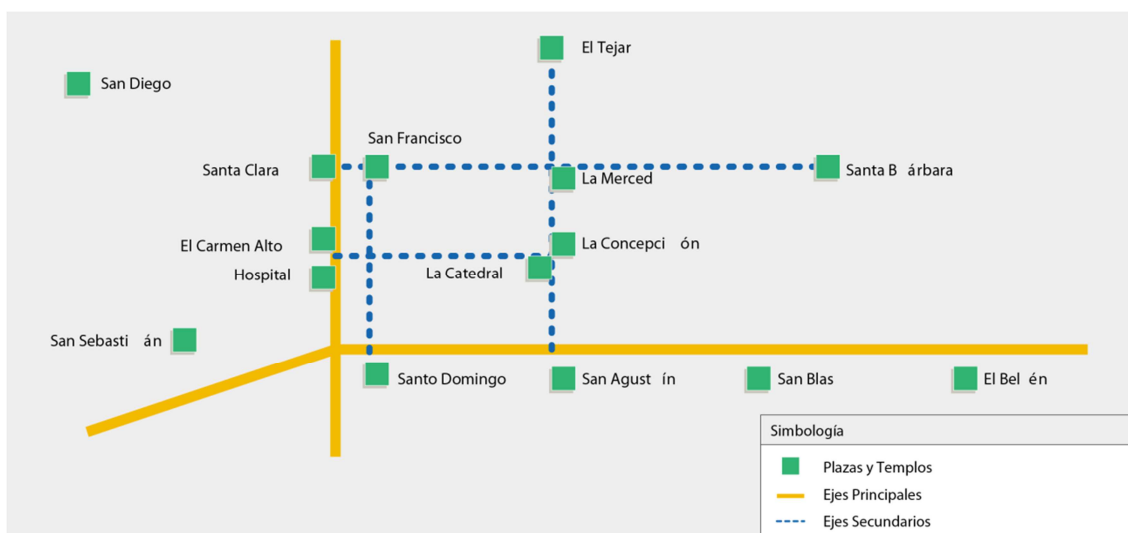 El Tejar
San Diego
San Francisco
Santa Clara
Santa B árbara
La Merced
El Carmen Alto
La Concepci ón
Hospital
La Catedral
San Sebasti án
Santo Domingo
San Agust ín
San Blas
El Bel én
Simbología
Plazas y Templos
Ejes Principales
Ejes Secundarios